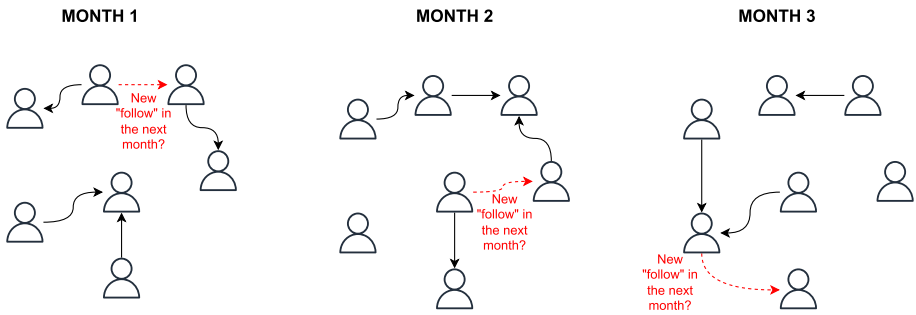 MONTH 1
MONTH 2
MONTH 3
New
"follow" in
the next
month?
New
"follow" in
the next
month?
New
"follow" in
the next
month?